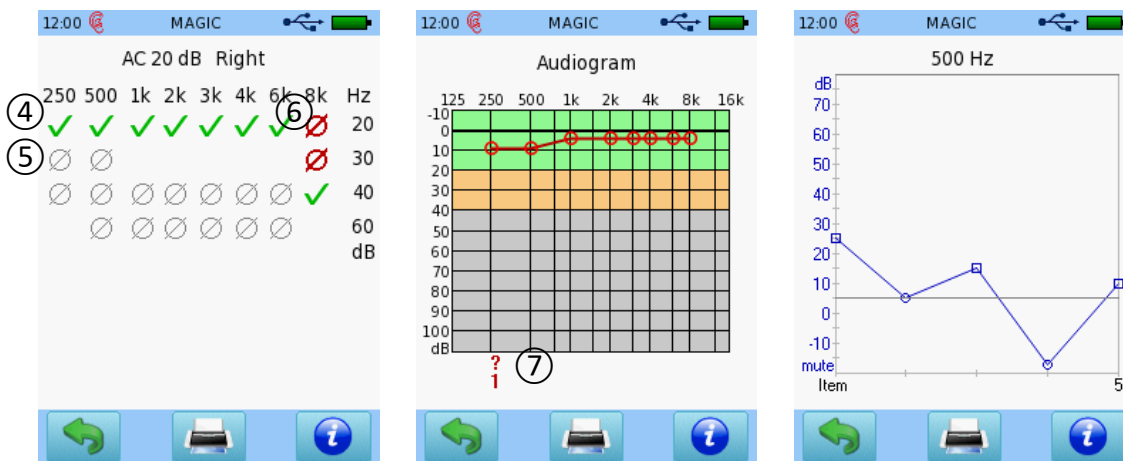 12:00 MAGIC
AC 20 dB Right
④ 250 500 1k 2k 3k 4k 6k 8k Hz
⑥ 20
⑤ 30
40
60
dB
12:00 MAGIC
Audiogram
125 250 500 1k 2k 4k 8k 16k
-10
0
10
20
30
40
50
60
70
80
90
100
dB
?
1
⑦
12:00 MAGIC
500 Hz
dB
70
60
50
40
30
20
10
0
-10
mute
Item 5